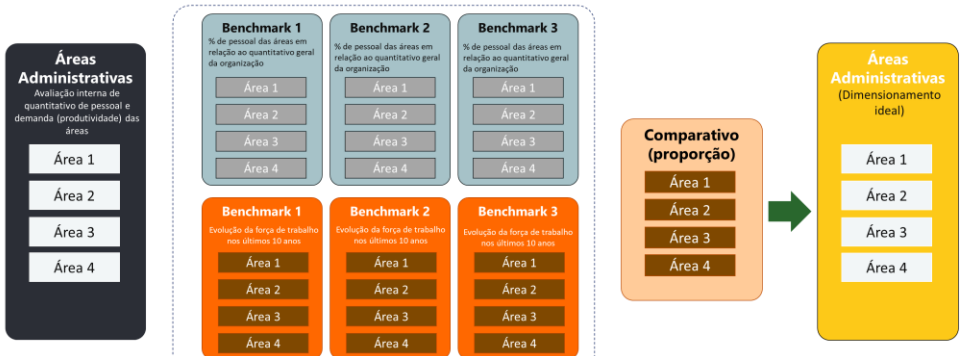 Áreas
Administrativas
Avaliação interna de
quantitativo de pessoal e
demanda (produtividade) das
áreas
Área 1
Área 2
Área 3
Área 4
Benchmark 1
% de pessoal das áreas em
relação ao quantitativo geral
da organização
Área 1
Área 2
Área 3
Área 4
Benchmark 2
% de pessoal das áreas em
relação ao quantitativo geral
da organização
Área 1
Área 2
Área 3
Área 4
Benchmark 3
% de pessoal das áreas em
relação ao quantitativo geral
da organização
Área 1
Área 2
Área 3
Área 4
Benchmark 1
Evolução da força de trabalho
nos últimos 10 anos
Área 1
Área 2
Área 3
Área 4
Benchmark 2
Evolução da força de trabalho
nos últimos 10 anos
Área 1
Área 2
Área 3
Área 4
Benchmark 3
Evolução da força de trabalho
nos últimos 10 anos
Área 1
Área 2
Área 3
Área 4
Comparativo
(proporção)
Área 1
Área 2
Área 3
Área 4
Áreas
Administrativas
(Dimensionamento
ideal)
Área 1
Área 2
Área 3
Área 4